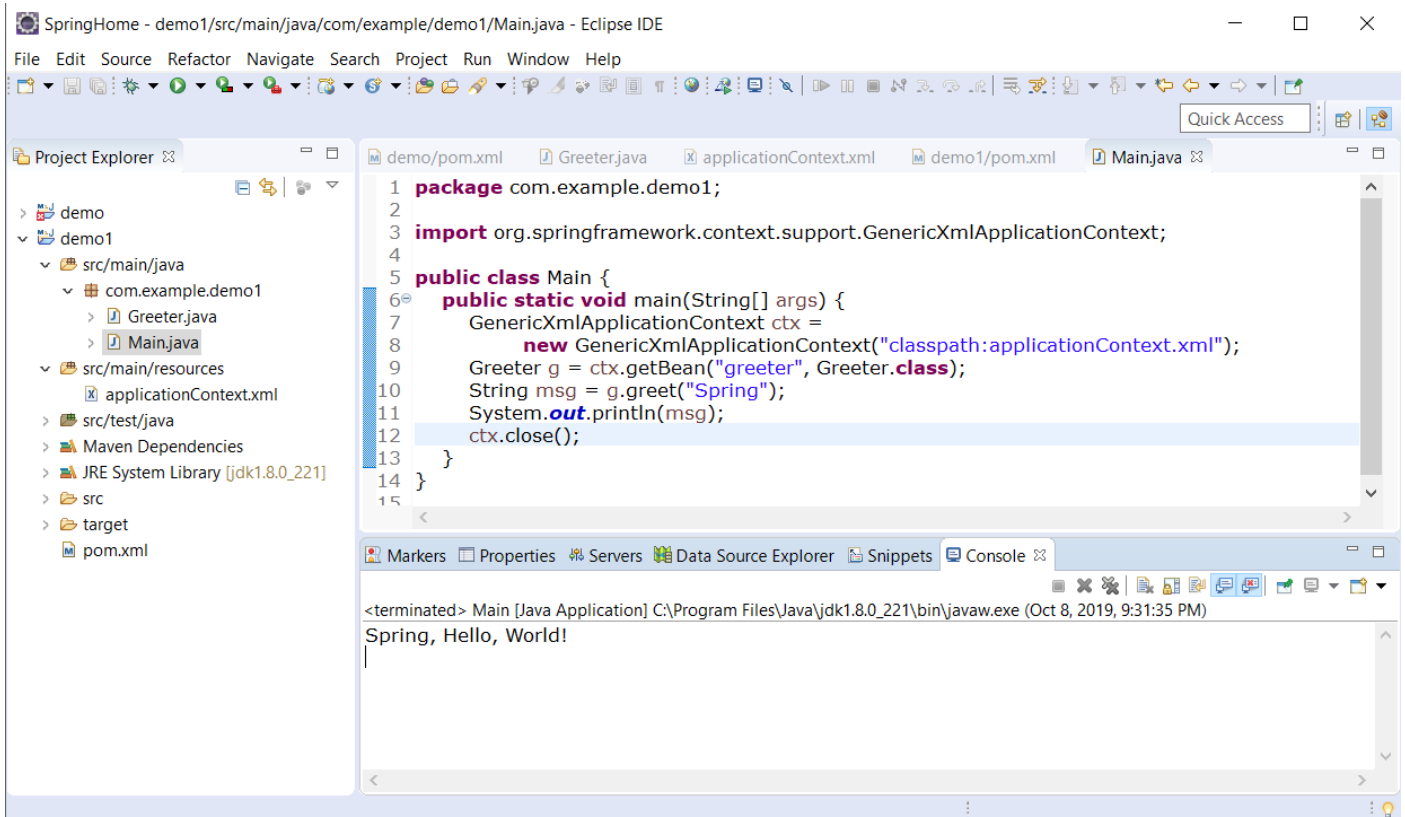 SpringHome - demo1/src/main/java/com/example/demo1/Main.java - Eclipse IDE
File Edit Source Refactor Navigate Search Project Run Window Help
Quick Access
Project Explorer
demo
demo1
src/main/java
com.example.demo1
Greeter.java
Main.java
src/main/resources
applicationContext.xml
src/test/java
Maven Dependencies
JRE System Library [jdk1.8.0_221]
src
target
pom.xml
demo/pom.xml Greeter.java applicationContext.xml demo1/pom.xml Main.java
1 package com.example.demo1;
2
3 import org.springframework.context.support.GenericXmlApplicationContext;
4
5 public class Main {
6 public static void main(String[] args) {
7 GenericXmlApplicationContext ctx =
8 new GenericXmlApplicationContext("classpath:applicationContext.xml");
9 Greeter g = ctx.getBean("greeter", Greeter.class);
10 String msg = g.greet("Spring");
11 System.out.println(msg);
12 ctx.close();
13 }
14 }
15
Markers Properties Servers Data Source Explorer Snippets Console
<terminated> Main [Java Application] C:\Program Files\Java\jdk1.8.0_221\bin\javaw.exe (Oct 8, 2019, 9:31:35 PM)
Spring, Hello, World!